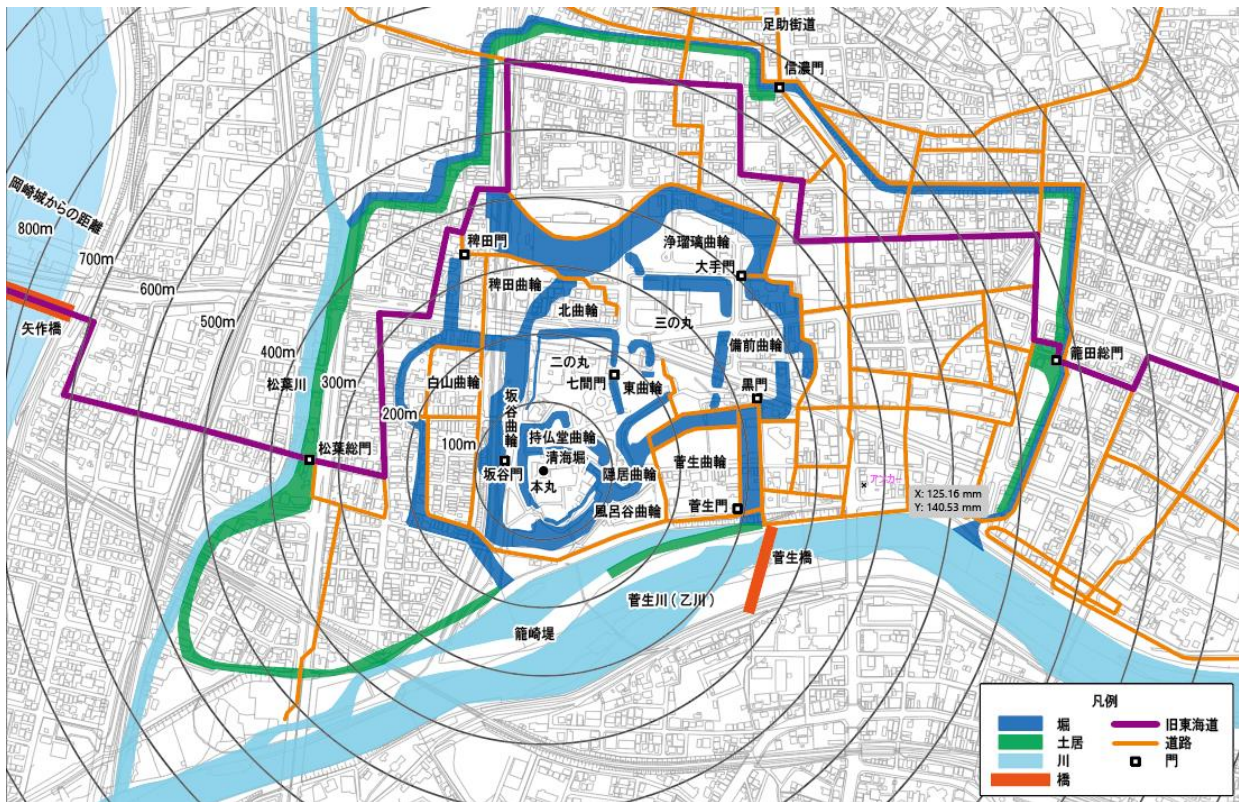 足助街道
信濃門
岡崎城からの距離
800m
700m
600m
500m
400m
300m
200m
100m
矢作橋
松葉川
松葉総門
稗田門
稗田曲輪
北曲輪
浄瑠璃曲輪
大手門
三の丸
備前曲輪
二の丸
七間門
東曲輪
黒門
白山曲輪
坂谷曲輪
持仏堂曲輪
清海堀
本丸
坂谷門
隠居曲輪
風呂谷曲輪
菅生曲輪
菅生門
籠田総門
アンカー
X: 125.16 mm
Y: 140.53 mm
菅生橋
菅生川(乙川)
籠崎堤
凡例
堀
土居
川
橋
旧東海道
道路
門